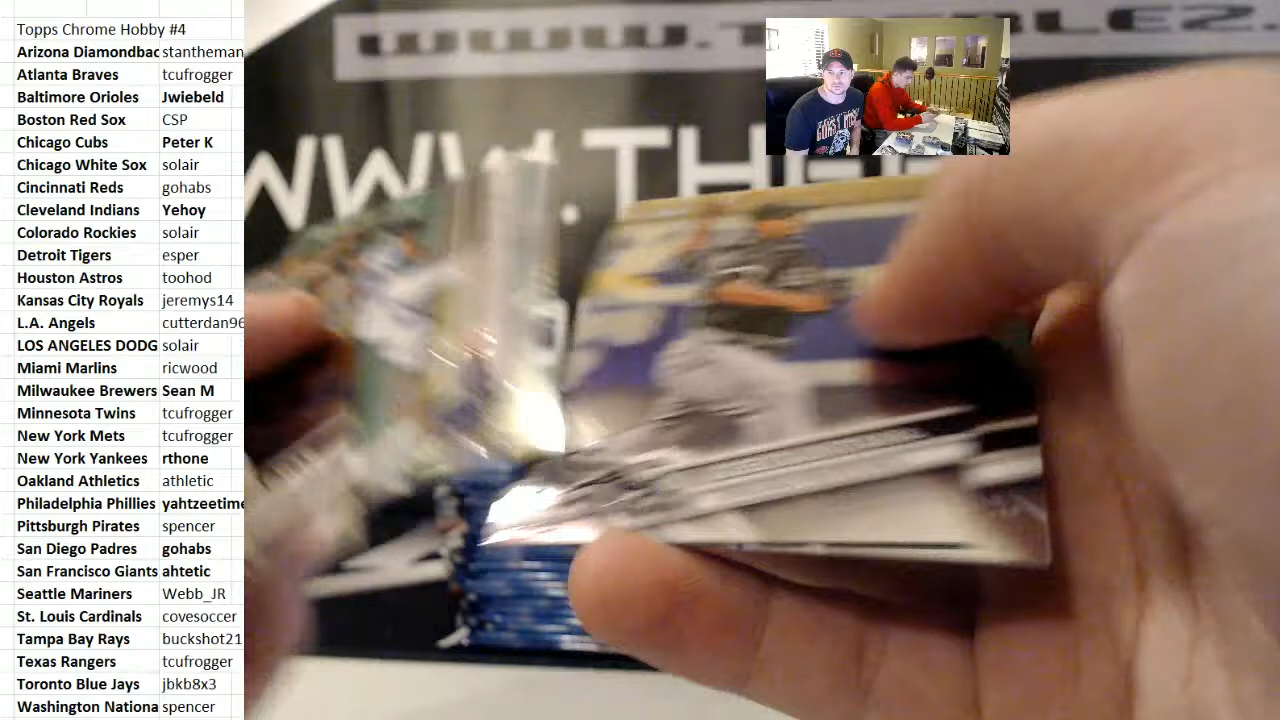 Topps Chrome Hobby #4
Arizona Diamondbac stantheman
Atlanta Braves tcufrogger
Baltimore Orioles Jwiebeld
Boston Red Sox CSP
Chicago Cubs Peter K
Chicago White Sox solair
Cincinnati Reds gohabs
Cleveland Indians Yehoy
Colorado Rockies solair
Detroit Tigers esper
Houston Astros toohod
Kansas City Royals jeremys14
L.A. Angels cutterdan96
LOS ANGELES DODG solair
Miami Marlins ricwood
Milwaukee Brewers Sean M
Minnesota Twins tcufrogger
New York Mets tcufrogger
New York Yankees rthone
Oakland Athletics athletic
Philadelphia Phillies yahtzeetime
Pittsburgh Pirates spencer
San Diego Padres gohabs
San Francisco Giants ahtetic
Seattle Mariners Webb_JR
St. Louis Cardinals covesoccer
Tampa Bay Rays buckshot21
Texas Rangers tcufrogger
Toronto Blue Jays jbkb8x3
Washington Nationa spencer
WWW.T
WWW.THE